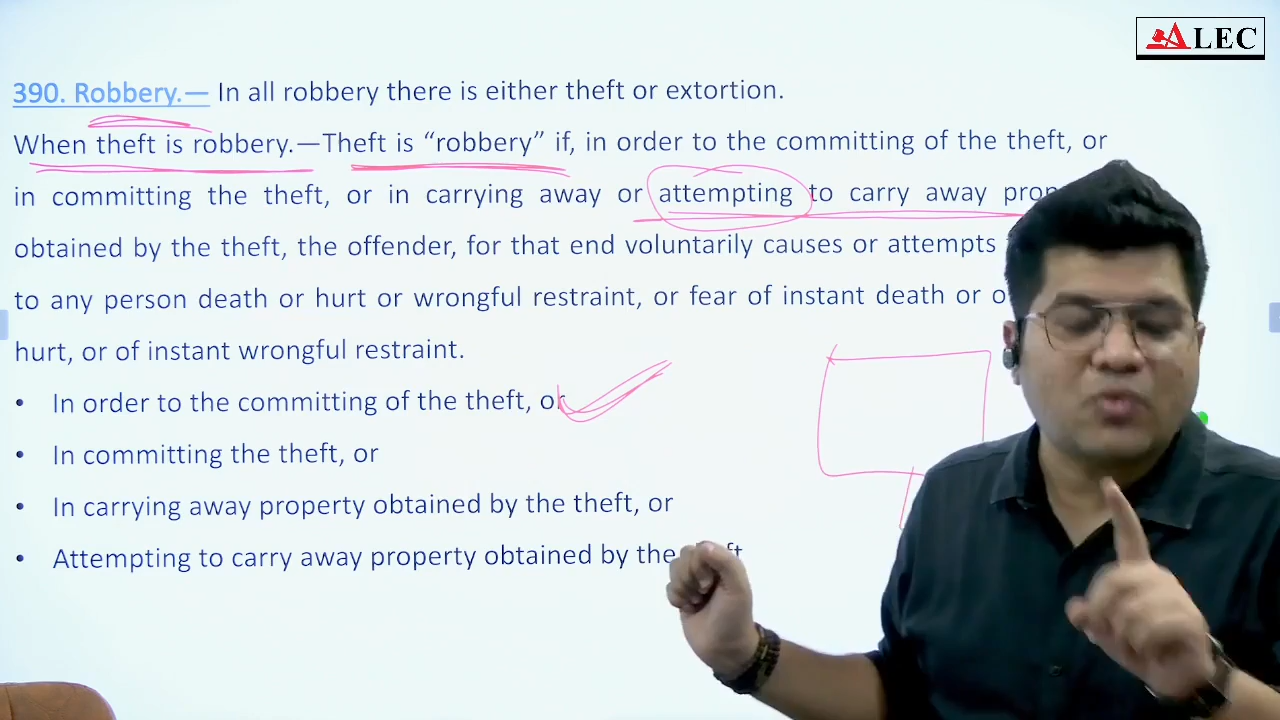 ALEC
390. Robbery.— In all robbery there is either theft or extortion.
When theft is robbery.—Theft is “robbery” if, in order to the committing of the theft, or
in committing the theft, or in carrying away or attempting to carry away
obtained by the theft, the offender, for that end voluntarily causes or attempts
to any person death or hurt or wrongful restraint, or fear of instant death or
hurt, or of instant wrongful restraint.
• In order to the committing of the theft, or
• In committing the theft, or
• In carrying away property obtained by the theft, or
• Attempting to carry away property obtained by the